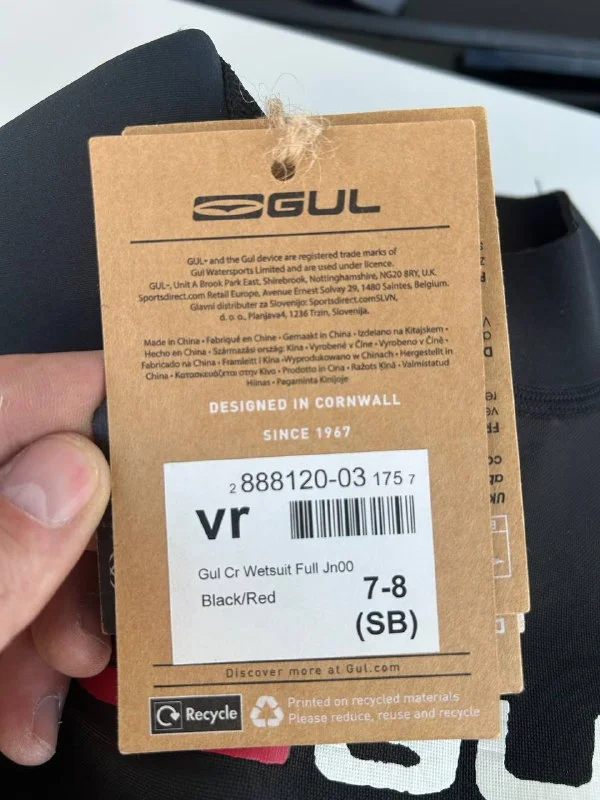 GUL
GUL® and the Gul device are registered trade marks of
Gul Watersports Limited and are used under licence.
GUL®, Unit A Brook Park East, Shirebrook, Nottinghamshire, NG20 8RY, U.K.
Sportsdirect.com Retail Europe, Avenue Ernest Solvay 29, 1480 Saintes, Belgium.
Glavni distributer za Slovenijo: Sportsdirect.comSLVN,
d. o. o., Planjava4, 1236 Trzin, Slovenija.
Made in China • Fabriqué en Chine • Gemaakt in China • Izdelano na Kitajskem •
Hecho en China • Származási ország: Kína • Vyrobené v Číne • Vyrobeno v Číně •
Fabricado na China • Framleitt í Kína • Wyprodukowano w Chinach • Hergestellt in
China • Κατασκευάζεται στην Κίνα • Prodotto in Cina • Ražots Ķīnā • Valmistatud
Hiinas • Pagaminta Kinijoje
DESIGNED IN CORNWALL
SINCE 1967
2 888120-03 175 7
vr
Gul Cr Wetsuit Full Jn00
Black/Red
7-8
(SB)
Discover more at Gul.com
Recycle
Printed on recycled materials
Please reduce, reuse and recycle